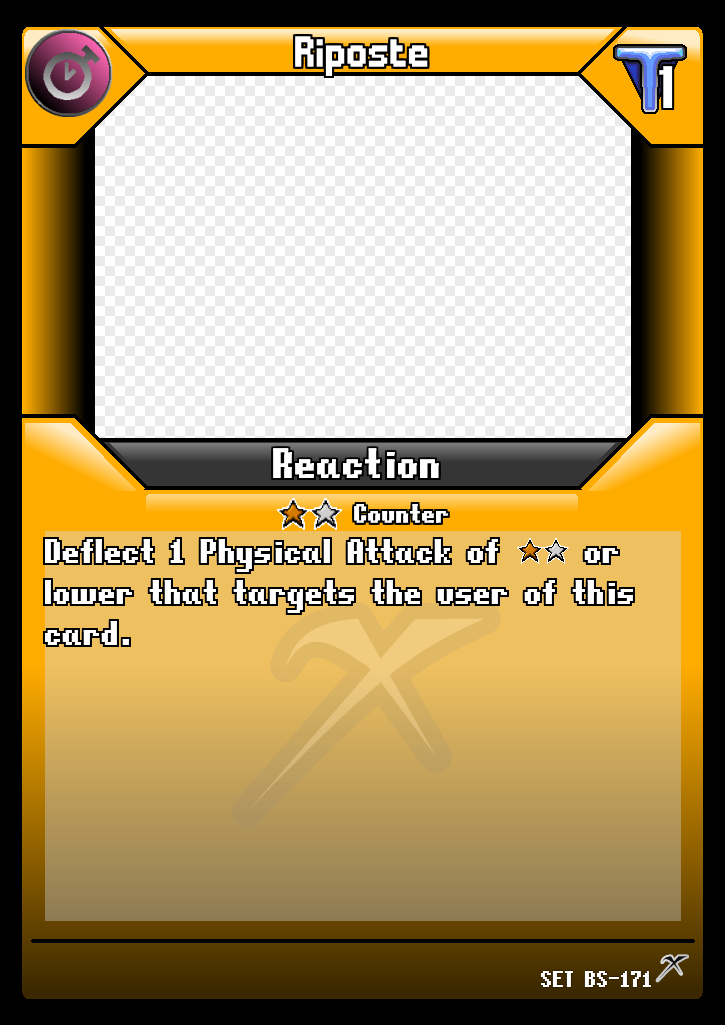 Riposte
T1
Reaction
Counter
Deflect 1 Physical Attack of ★★ or
lower that targets the user of this
card.
SET BS-171